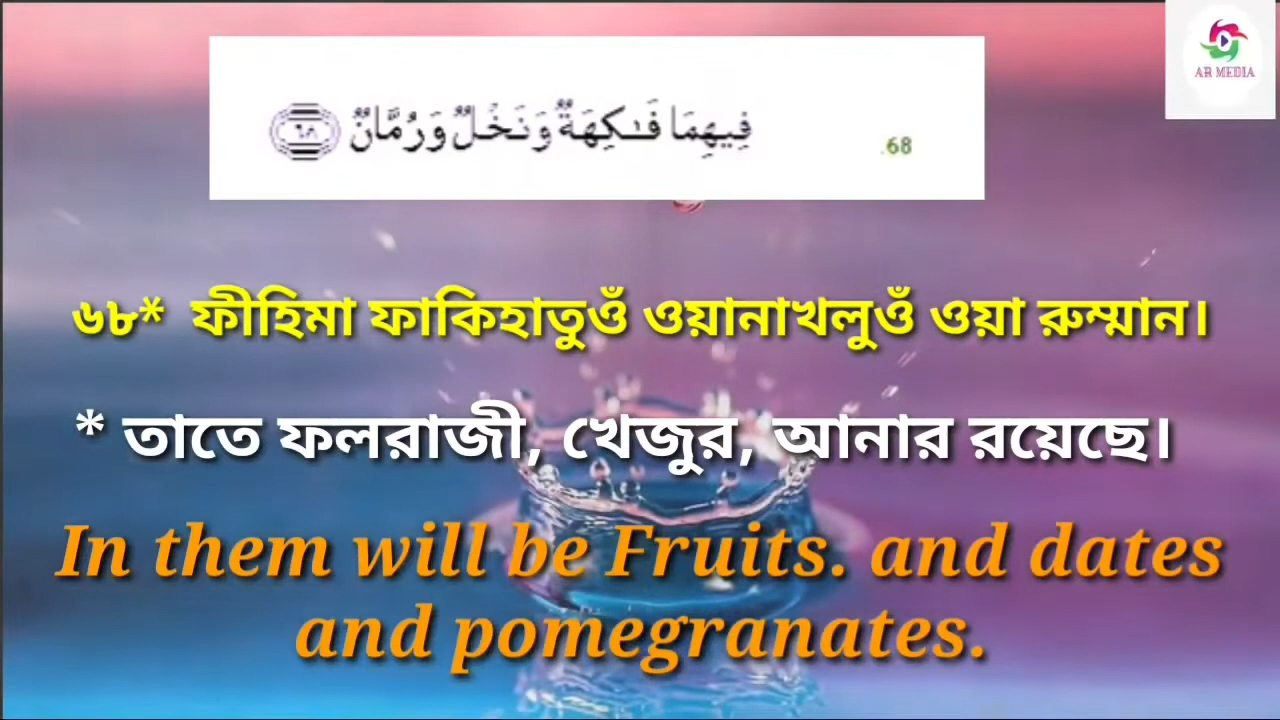 AR MEDIA
فِيهِمَا فَـٰكِهَةٌ وَنَخْلٌ وَرُمَّانٌ ٦٨
.68
৬৮* ফীহিমা ফাকিহাতুওঁ ওয়ানাখলুওঁ ওয়া রুম্মান।
* তাতে ফলরাজী, খেজুর, আনার রয়েছে।
In them will be Fruits. and dates
and pomegranates.